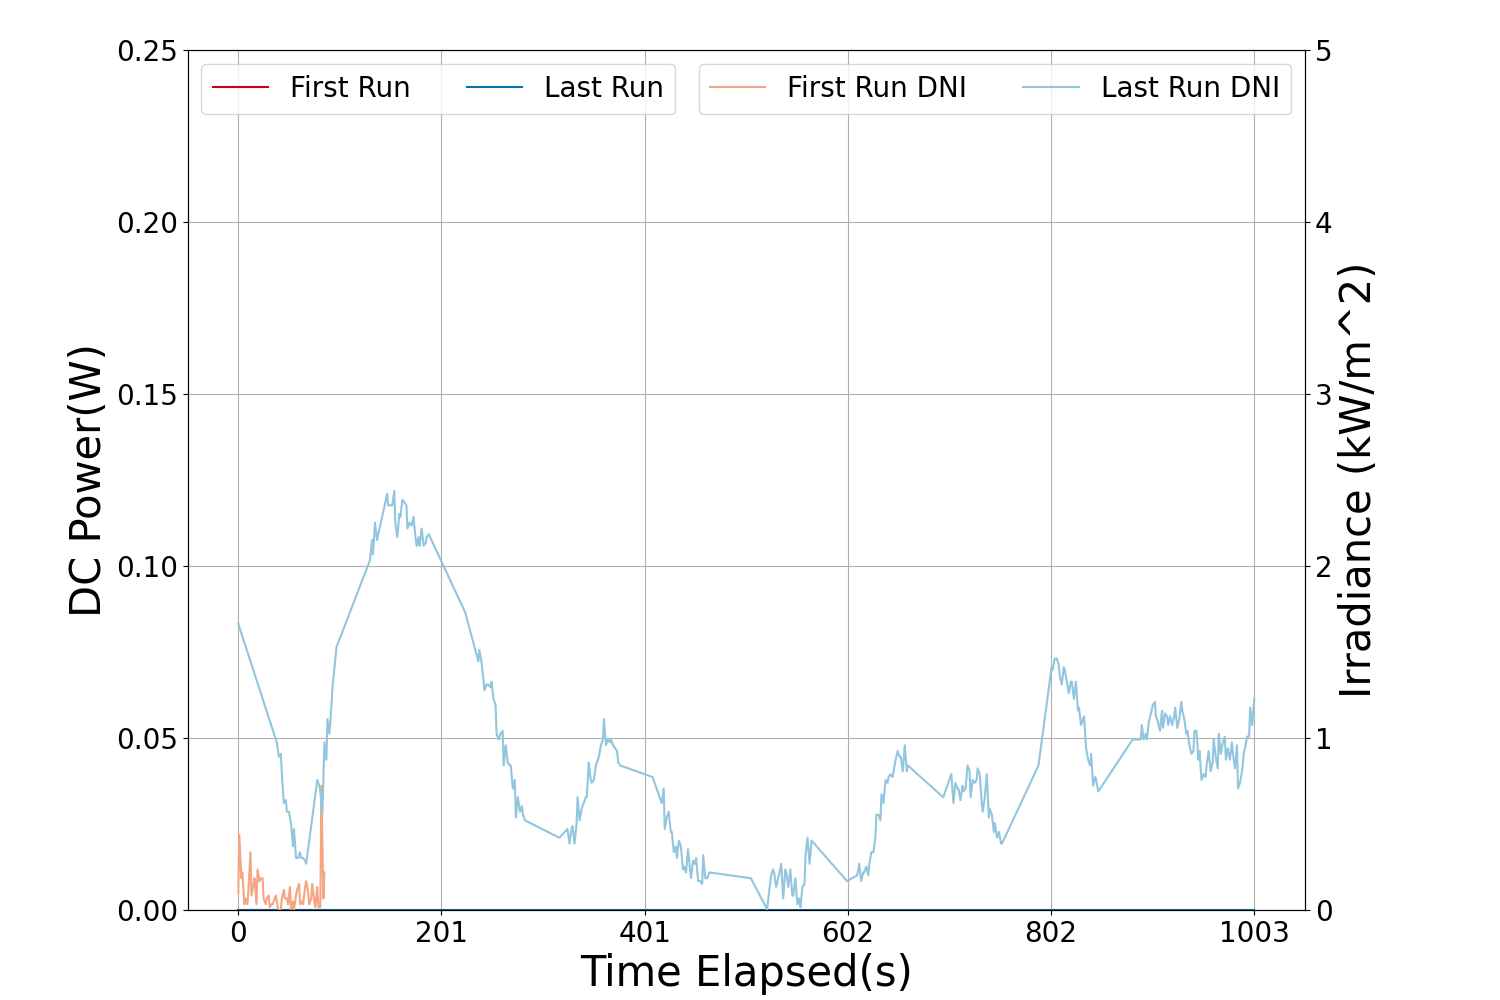 First Run
Last Run
First Run DNI
Last Run DNI
0.25
0.20
0.15
0.10
0.05
0.00
DC Power(W)
5
4
3
2
1
0
Irradiance (kW/m^2)
0 201 401 602 802 1003
Time Elapsed(s)